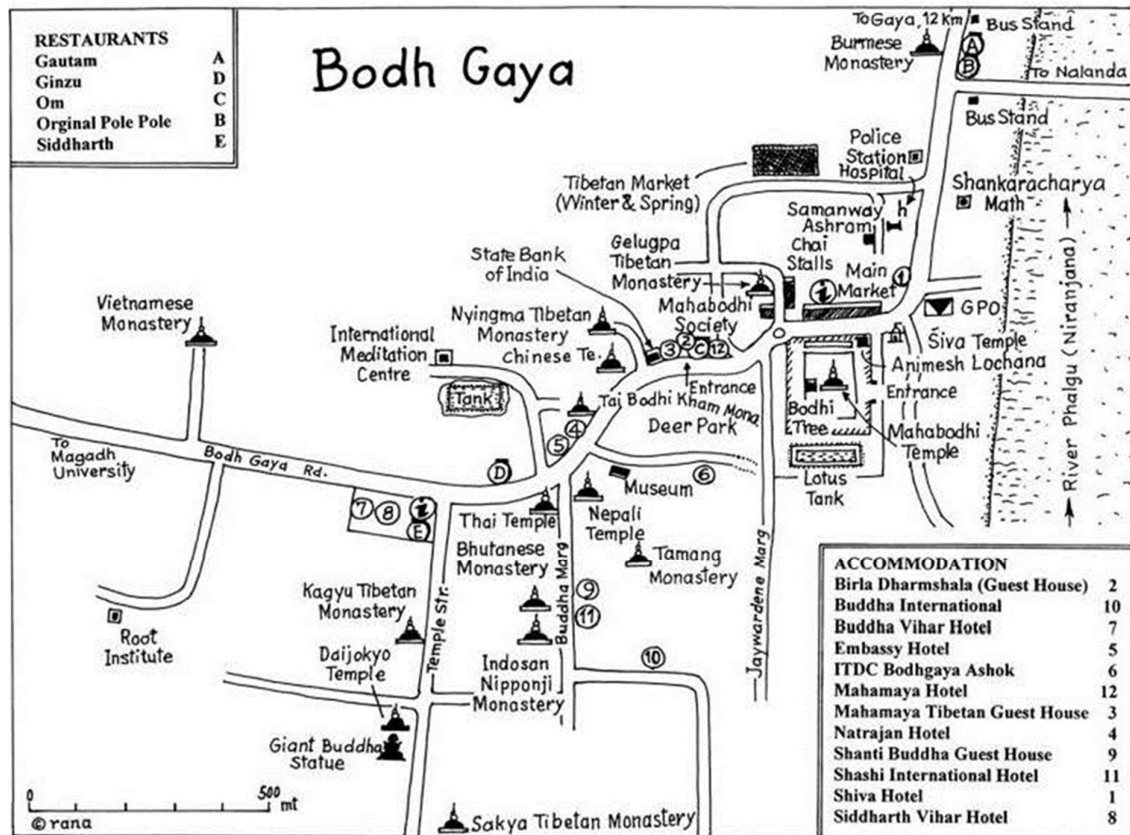 RESTAURANTS
Gautam A
Ginzu D
Om C
Orginal Pole Pole B
Siddharth E
Bodh Gaya
To Gaya, 12 Km
Bus Stand
Burmese
Monastery
A
B
To Nalanda
Bus Stand
Police
Station
Hospital
h
Shankaracharya
Math
Tibetan Market
(Winter & Spring)
Samanway
Ashram
Chai
Stalls
State Bank
of India
Gelugpa
Tibetan
Monastery
i
Main
Market
1
River Phalgu (Niranjana)
GPO
Vietnamese
Monastery
International
Meditation
Centre
Nyingma Tibetan
Monastery
Chinese Te.
Mahabodhi
Society
3
2
C
12
Siva Temple
Animesh Lochana
Entrance
Entrance
Tai Bodhi Kham Mona.
Deer Park
Bodhi
Tree
Mahabodhi
Temple
Tank
4
5
To
Magadh
University
Bodh Gaya Rd.
D
Museum
6
Lotus
Tank
7
8
i
E
Thai Temple
Nepali
Temple
Bhutanese
Monastery
Tamang
Monastery
Buddha Marg
Jaywardene Marg
Kagyu Tibetan
Monastery
Temple Str.
9
11
Root
Institute
Daijokyo
Temple
Indosan
Nipponji
Monastery
10
Giant Buddha
Statue
0 500
mt
© rana
Sakya Tibetan Monastery
ACCOMMODATION
Birla Dharmshala (Guest House) 2
Buddha International 10
Buddha Vihar Hotel 7
Embassy Hotel 5
ITDC Bodhgaya Ashok 6
Mahamaya Hotel 12
Mahamaya Tibetan Guest House 3
Natrajan Hotel 4
Shanti Buddha Guest House 9
Shashi International Hotel 11
Shiva Hotel 1
Siddharth Vihar Hotel 8